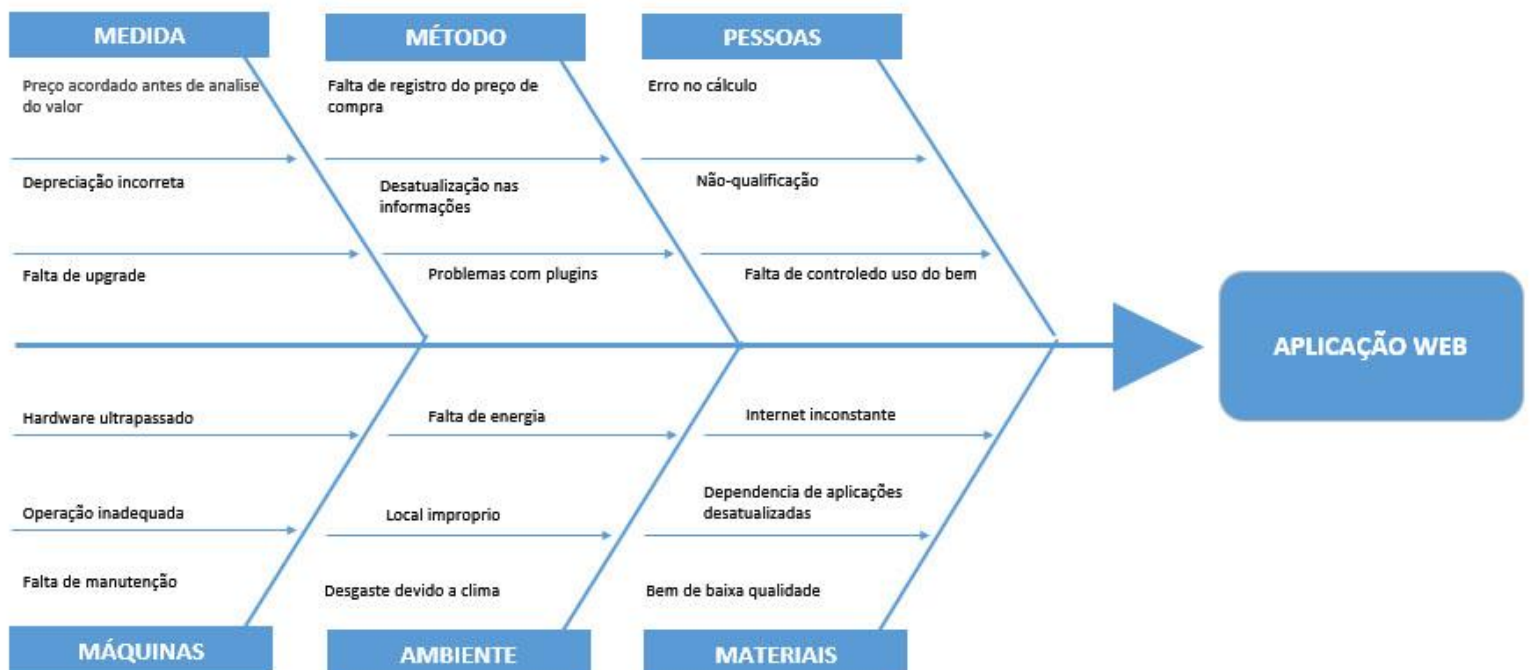 MEDIDA
MÉTODO
PESSOAS
Preço acordado antes de analise
do valor
Falta de registro do preço de
compra
Erro no cálculo
Depreciação incorreta
Desatualização nas
informações
Não-qualificação
Falta de upgrade
Problemas com plugins
Falta de controledo uso do bem
APLICAÇÃO WEB
Hardware ultrapassado
Falta de energia
Internet inconstante
Operação inadequada
Local improprio
Dependencia de aplicações
desatualizadas
Falta de manutenção
Desgaste devido a clima
Bem de baixa qualidade
MÁQUINAS
AMBIENTE
MATERIAIS